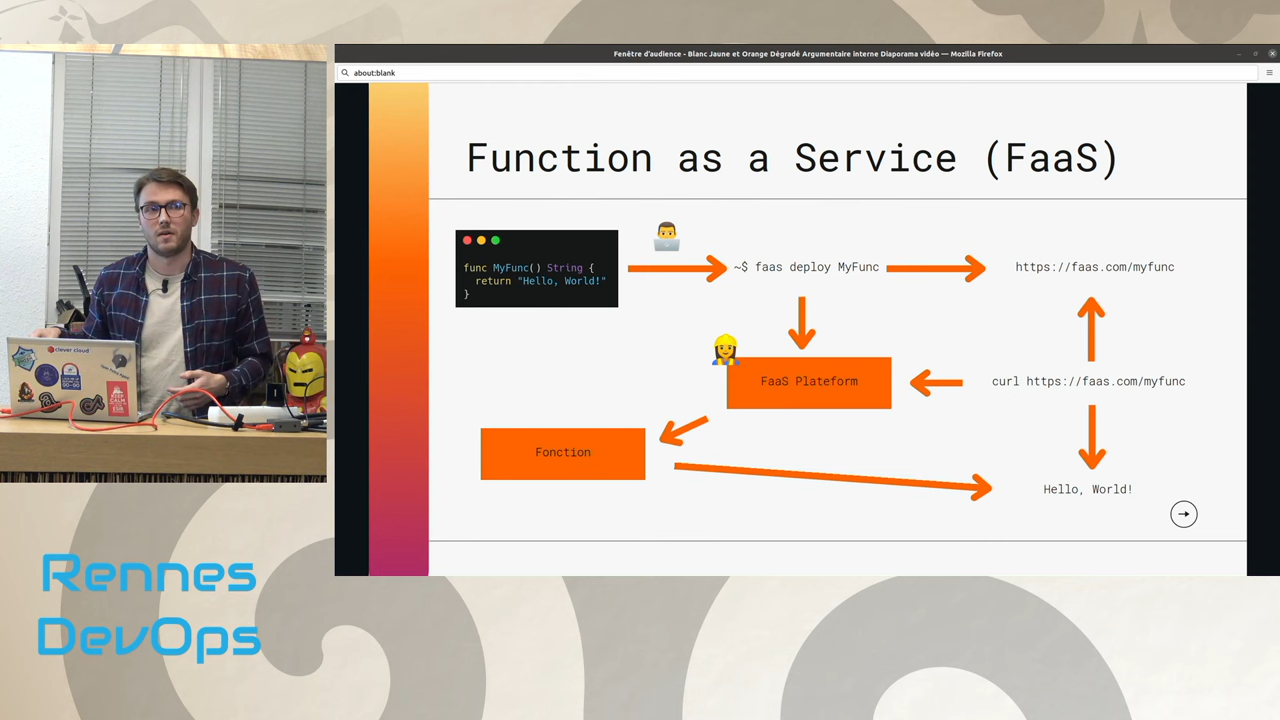 Fenêtre d'audience - Blanc Jaune et Orange Dégradé Argumentaire interne Diaporama vidéo — Mozilla Firefox
about:blank
Function as a Service (FaaS)
func MyFunc() String {
return "Hello, World!"
}
~$ faas deploy MyFunc
https://faas.com/myfunc
FaaS Plateform
curl https://faas.com/myfunc
Fonction
Hello, World!
clever cloud
KEEP
CALM
Rennes
DevOps